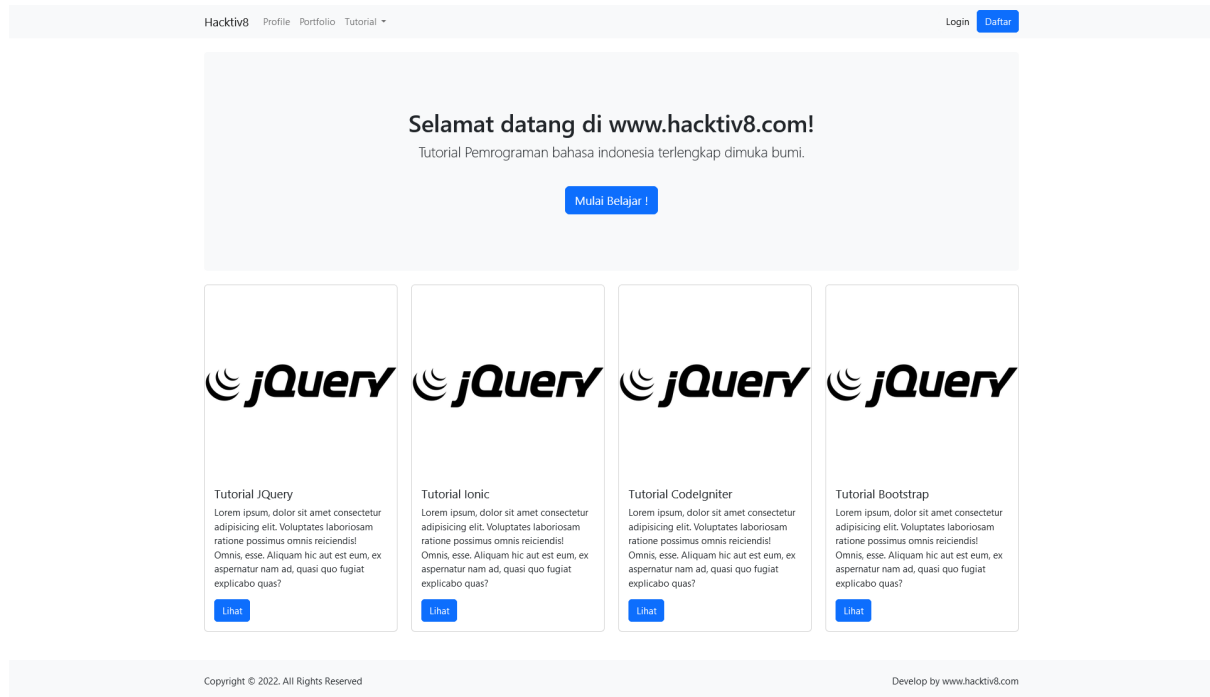 Hacktiv8 Profile Portfolio Tutorial Login Daftar
Selamat datang di www.hacktiv8.com!
Tutorial Pemrograman bahasa indonesia terlengkap dimuka bumi.
Mulai Belajar !
jQuery jQuery jQuery jQuery
Tutorial JQuery
Lorem ipsum, dolor sit amet consectetur
adipisicing elit. Voluptates laboriosam
ratione possimus omnis reiciendis!
Omnis, esse. Aliquam hic aut est eum, ex
aspernatur nam ad, quasi quo fugiat
explicabo quas?
Lihat
Tutorial Ionic
Lorem ipsum, dolor sit amet consectetur
adipisicing elit. Voluptates laboriosam
ratione possimus omnis reiciendis!
Omnis, esse. Aliquam hic aut est eum, ex
aspernatur nam ad, quasi quo fugiat
explicabo quas?
Lihat
Tutorial CodeIgniter
Lorem ipsum, dolor sit amet consectetur
adipisicing elit. Voluptates laboriosam
ratione possimus omnis reiciendis!
Omnis, esse. Aliquam hic aut est eum, ex
aspernatur nam ad, quasi quo fugiat
explicabo quas?
Lihat
Tutorial Bootstrap
Lorem ipsum, dolor sit amet consectetur
adipisicing elit. Voluptates laboriosam
ratione possimus omnis reiciendis!
Omnis, esse. Aliquam hic aut est eum, ex
aspernatur nam ad, quasi quo fugiat
explicabo quas?
Lihat
Copyright © 2022. All Rights Reserved Develop by www.hacktiv8.com